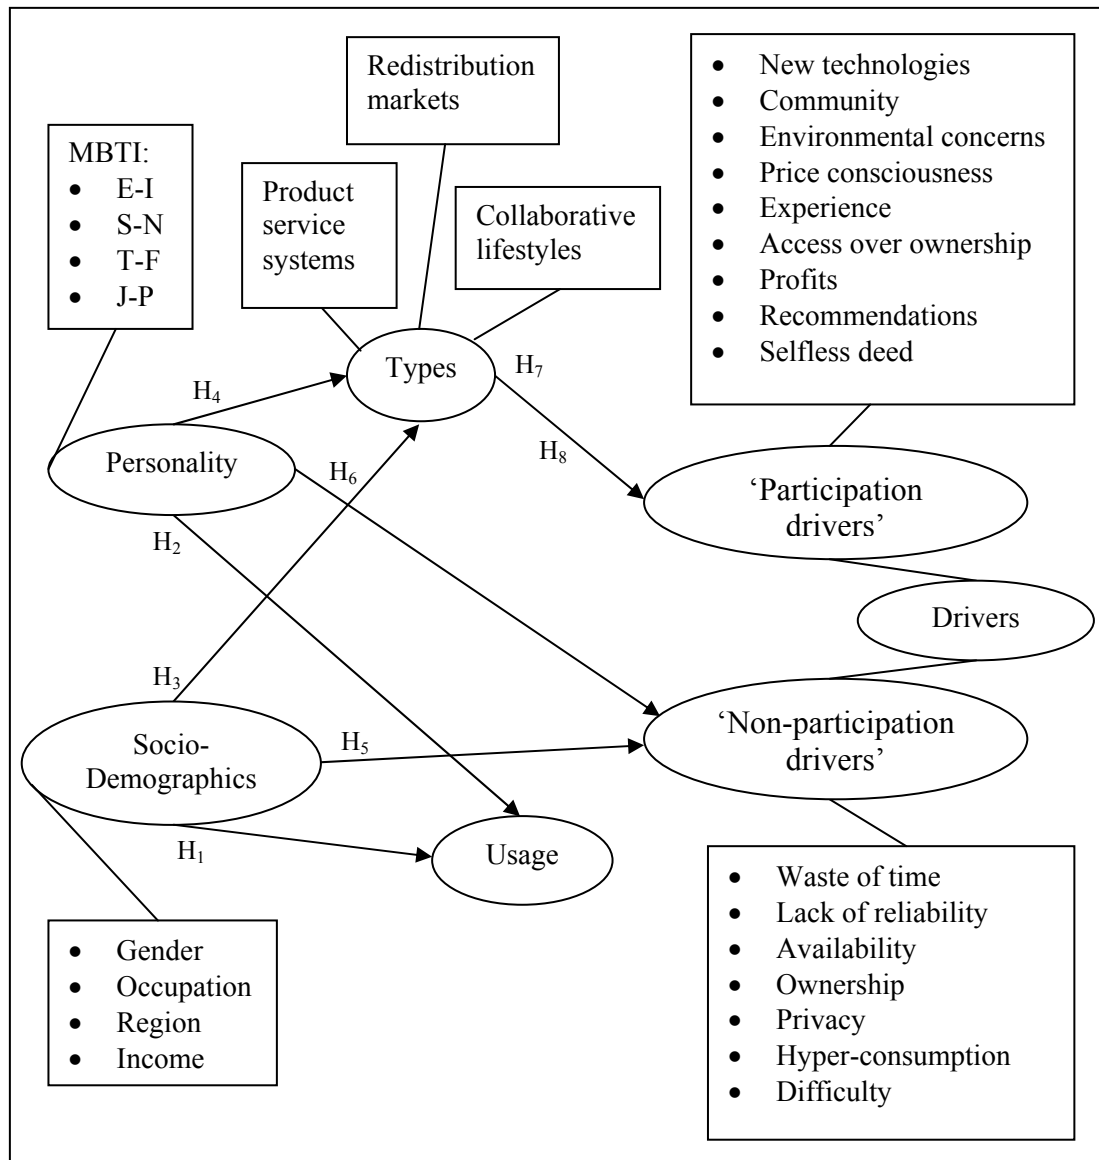 Redistribution
markets
MBTI:
• E-I
• S-N
• T-F
• J-P
Product
service
systems
Collaborative
lifestyles
• New technologies
• Community
• Environmental concerns
• Price consciousness
• Experience
• Access over ownership
• Profits
• Recommendations
• Selfless deed
Types
H₇
H₄
Personality
H₆
H₈
H₂
‘Participation
drivers’
Drivers
H₃
Socio-
Demographics
H₅
‘Non-participation
drivers’
H₁
Usage
• Gender
• Occupation
• Region
• Income
• Waste of time
• Lack of reliability
• Availability
• Ownership
• Privacy
• Hyper-consumption
• Difficulty